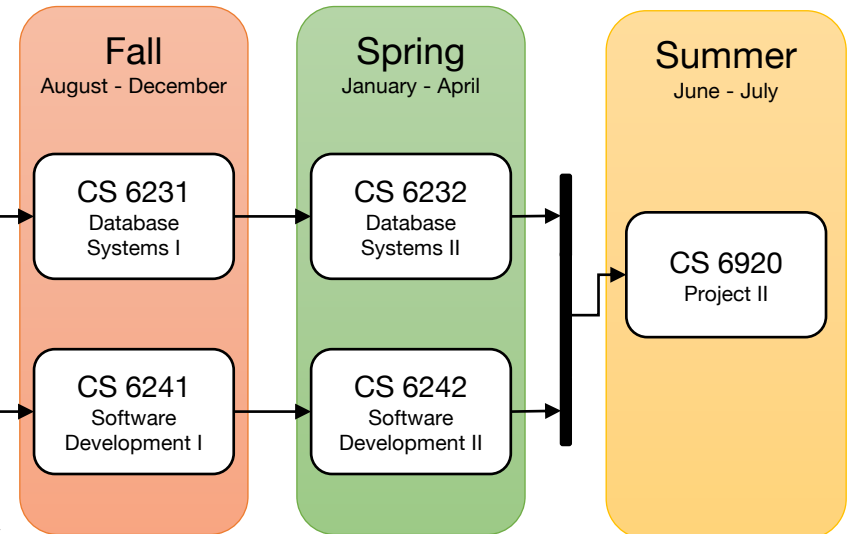 Fall
August - December
CS 6231
Database
Systems I
CS 6241
Software
Development I
Spring
January - April
CS 6232
Database
Systems II
CS 6242
Software
Development II
Summer
June - July
CS 6920
Project II